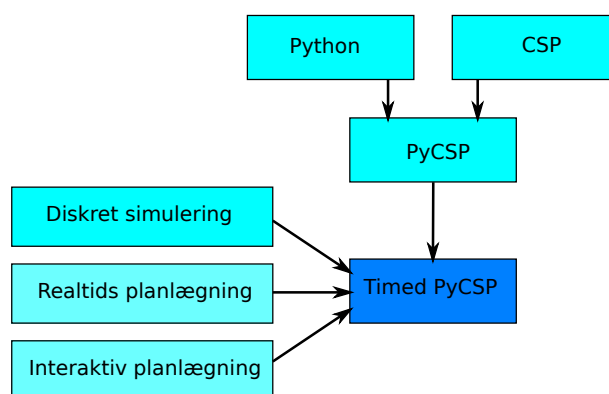 Python
CSP
PyCSP
Diskret simulering
Realtids planlægning
Timed PyCSP
Interaktiv planlægning